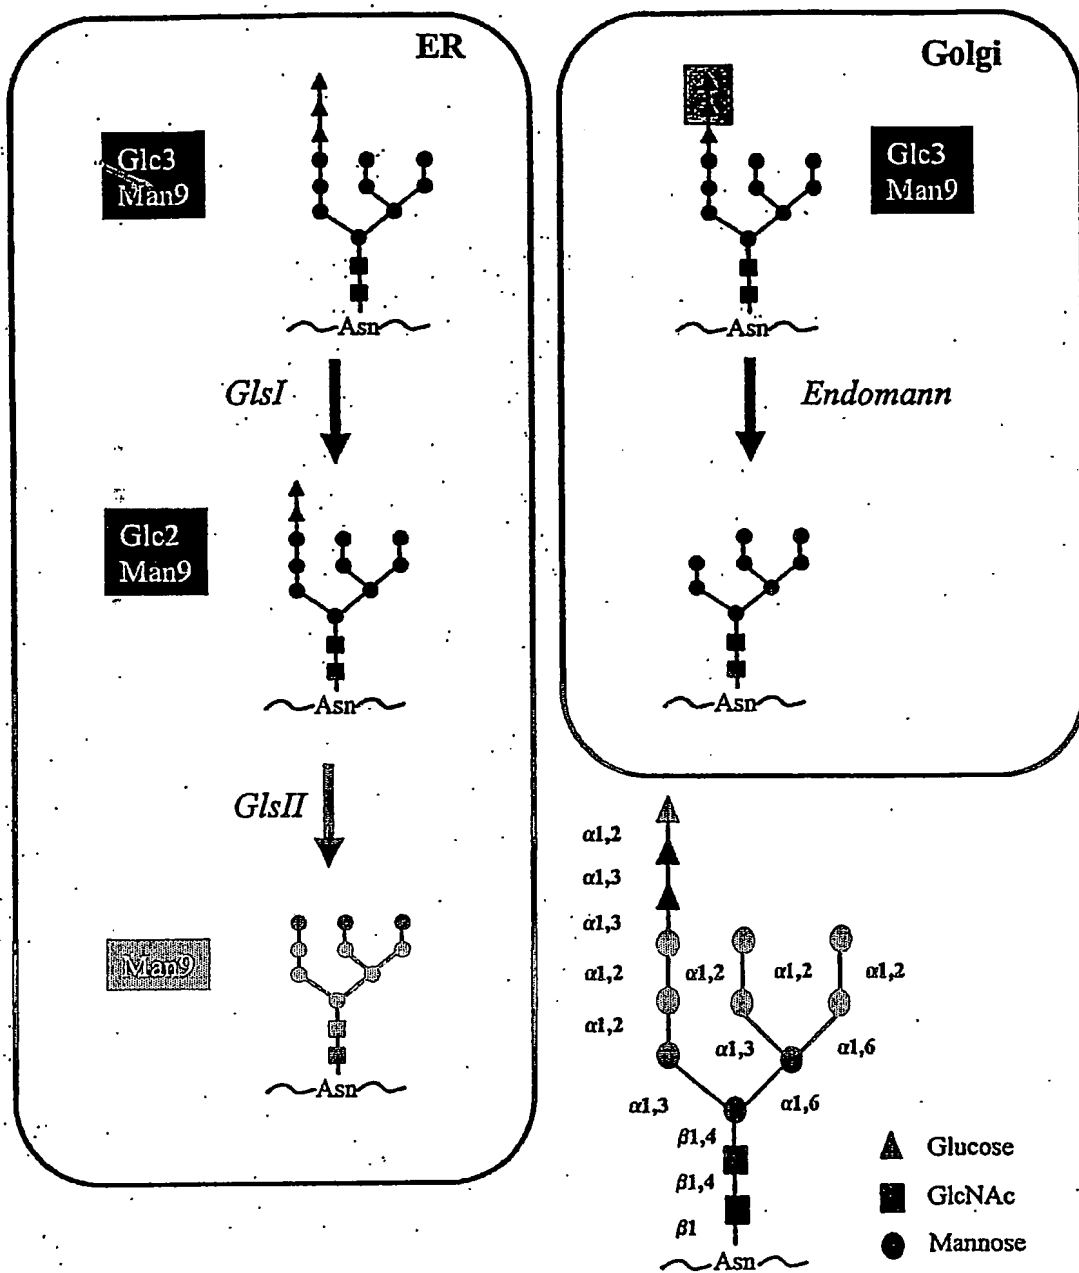 ER
Glc3
Man9
Asn
GlsI
Glc2
Man9
Asn
GlsII
Man9
Asn
Golgi
Glc3
Man9
Asn
Endomann
Asn
α1,2
α1,3
α1,3
α1,2 α1,2 α1,2 α1,2
α1,2
α1,3 α1,6
α1,3 α1,6
β1,4
β1,4
β1
Asn
Glucose
GlcNAc
Mannose